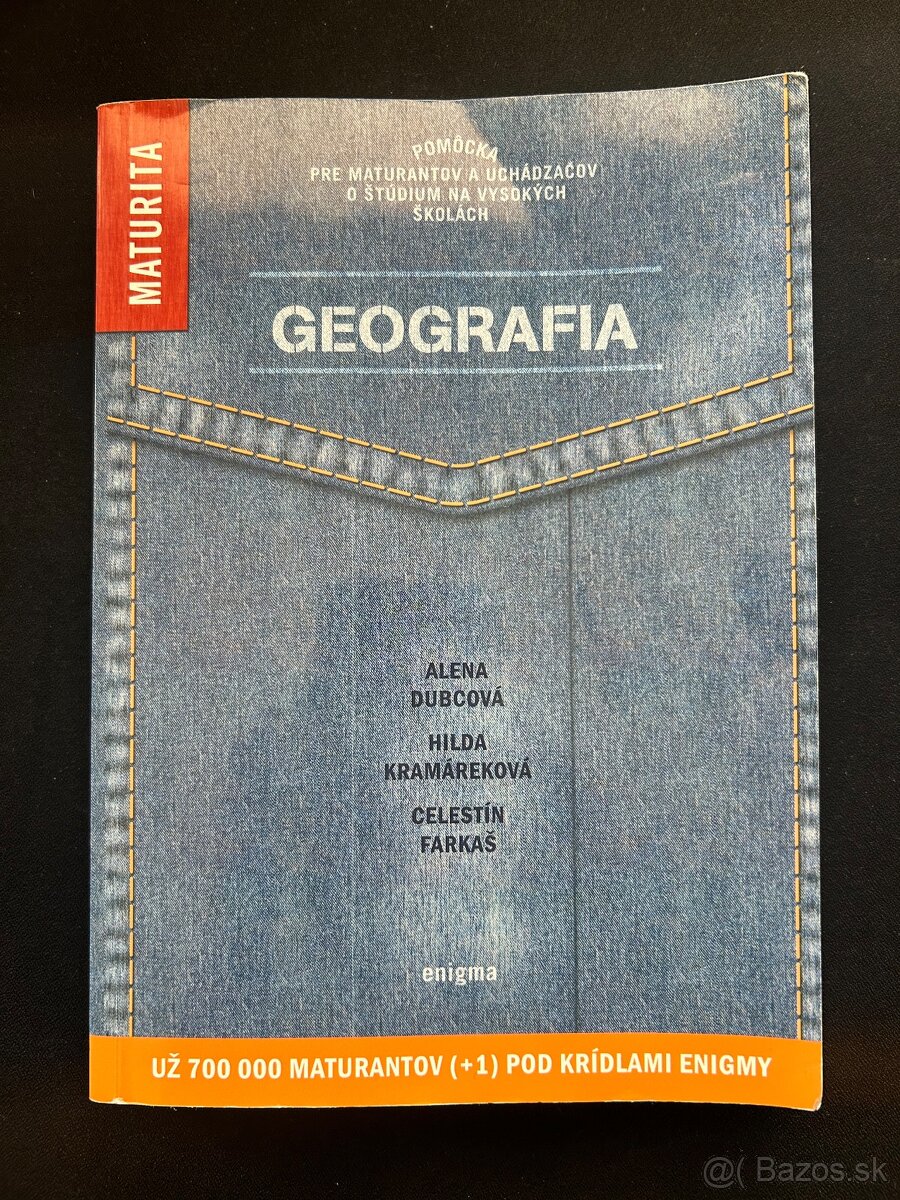 MATURITA
POMÔCKA
PRE MATURANTOV A UCHÁDZAČOV
O ŠTÚDIUM NA VYSOKÝCH
ŠKOLÁCH
GEOGRAFIA
ALENA
DUBCOVÁ
HILDA
KRAMÁREKOVÁ
CELESTÍN
FARKAŠ
enigma
UŽ 700 000 MATURANTOV (+1) POD KRÍDLAMI ENIGMY
@( Bazos.sk